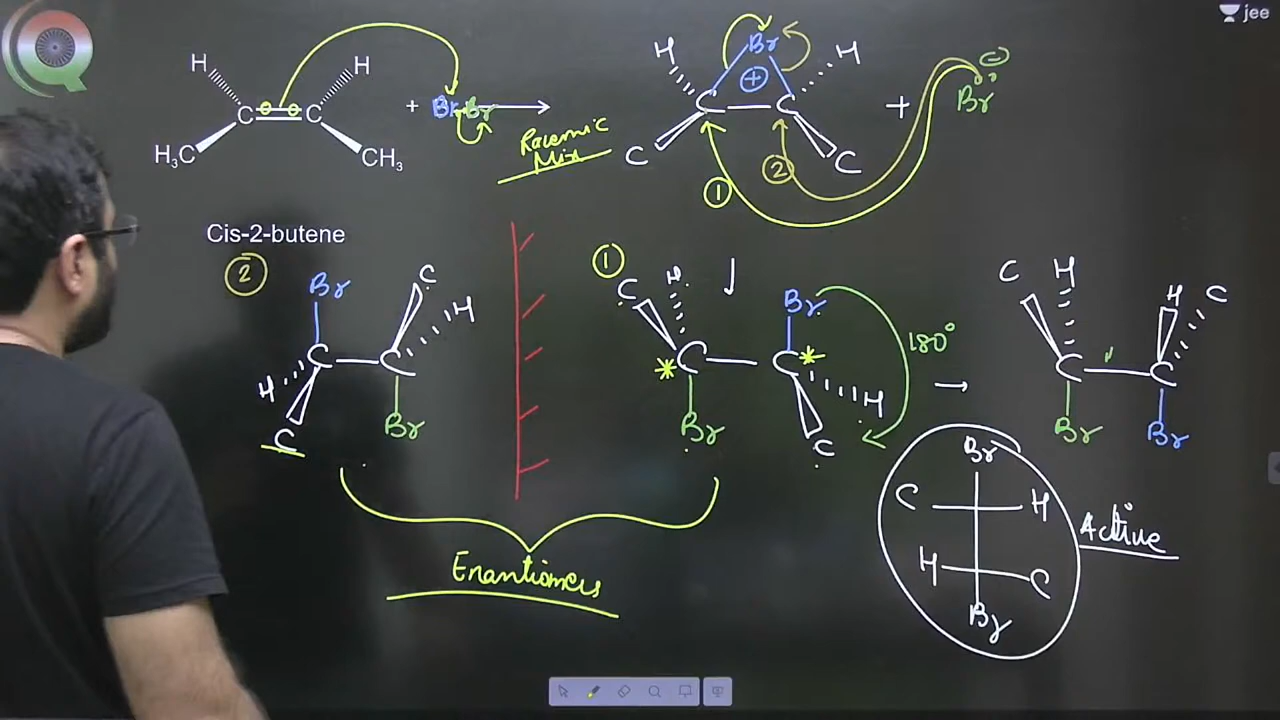 jee
H H
C C
H3C CH3
+ Br Br
Racemic
Mix
H Br H
+
C C
C C
+ Br
1 2
Cis-2-butene
2
Br C
H
C C
H
C Br
1
C H Br
* C C *
180°
H
Br C
C H H C
C C
Br Br
Enantiomers
Br
C H
H C
Br
Active